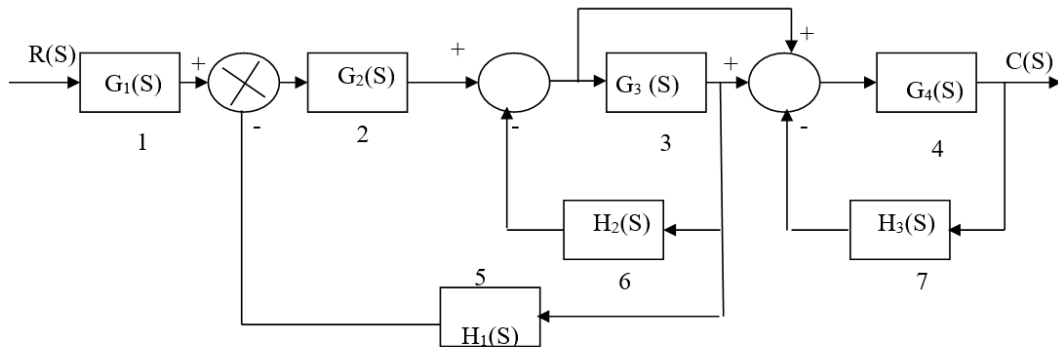 R(S)
G₁(S)
1
+
-
G₂(S)
2
+
-
G₃ (S)
3
+
+
-
G₄(S)
4
C(S)
H₂(S)
6
H₃(S)
7
5
H₁(S)